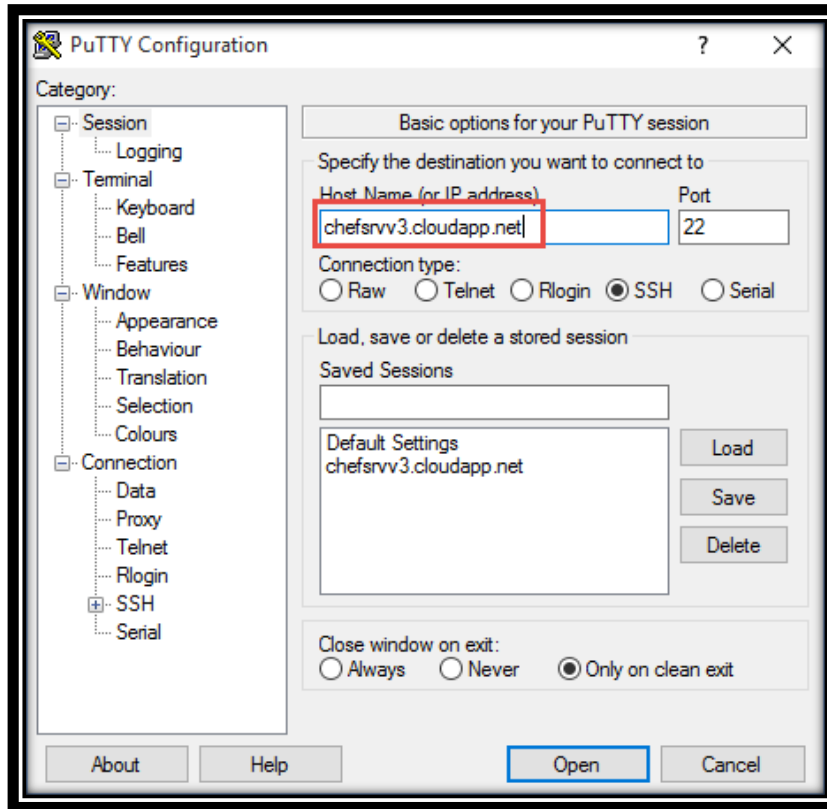 PuTTY Configuration
?
Category:
Session
Logging
Terminal
Keyboard
Bell
Features
Window
Appearance
Behaviour
Translation
Selection
Colours
Connection
Data
Proxy
Telnet
Rlogin
SSH
Serial
Basic options for your PuTTY session
Specify the destination you want to connect to
Host Name (or IP address) Port
chefsrvv3.cloudapp.net 22
Connection type:
Raw Telnet Rlogin SSH Serial
Load, save or delete a stored session
Saved Sessions
Default Settings
chefsrvv3.cloudapp.net
Load
Save
Delete
Close window on exit:
Always Never Only on clean exit
About Help Open Cancel